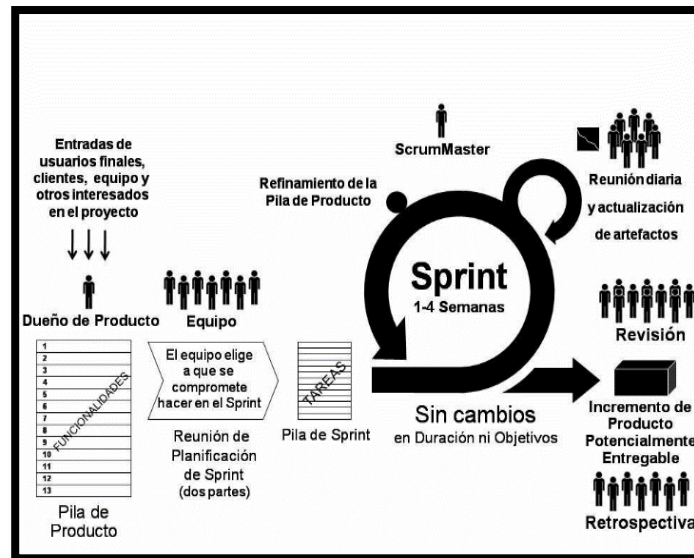 Entradas de
usuarios finales,
clientes, equipo y
otros interesados
en el proyecto
Dueño de Producto
1
2
3
4
5
6
7
8
9
10
11
12
13
FUNCIONALIDADES
Pila de
Producto
Equipo
El equipo elige
a que se
compromete
hacer en el Sprint
Reunión de
Planificación
de Sprint
(dos partes)
TAREAS
Pila de Sprint
Refinamiento de la
Pila de Producto
ScrumMaster
Sprint
1-4 Semanas
Sin cambios
en Duración ni Objetivos
Reunión diaria
y actualización
de artefactos
Revisión
Incremento de
Producto
Potencialmente
Entregable
Retrospectiva